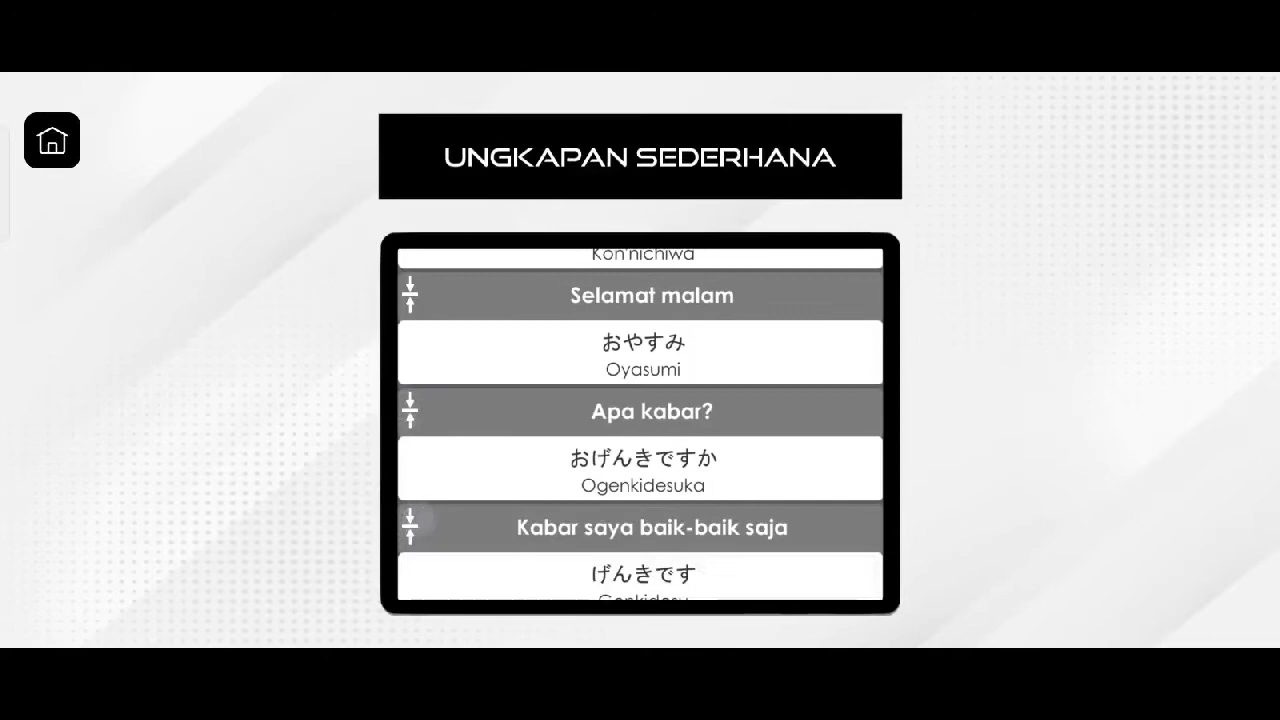 UNGKAPAN SEDERHANA
Kon'nichiwa
Selamat malam
おやすみ
Oyasumi
Apa kabar?
おげんきですか
Ogenkidesuka
Kabar saya baik-baik saja
げんきです
Genkidesu